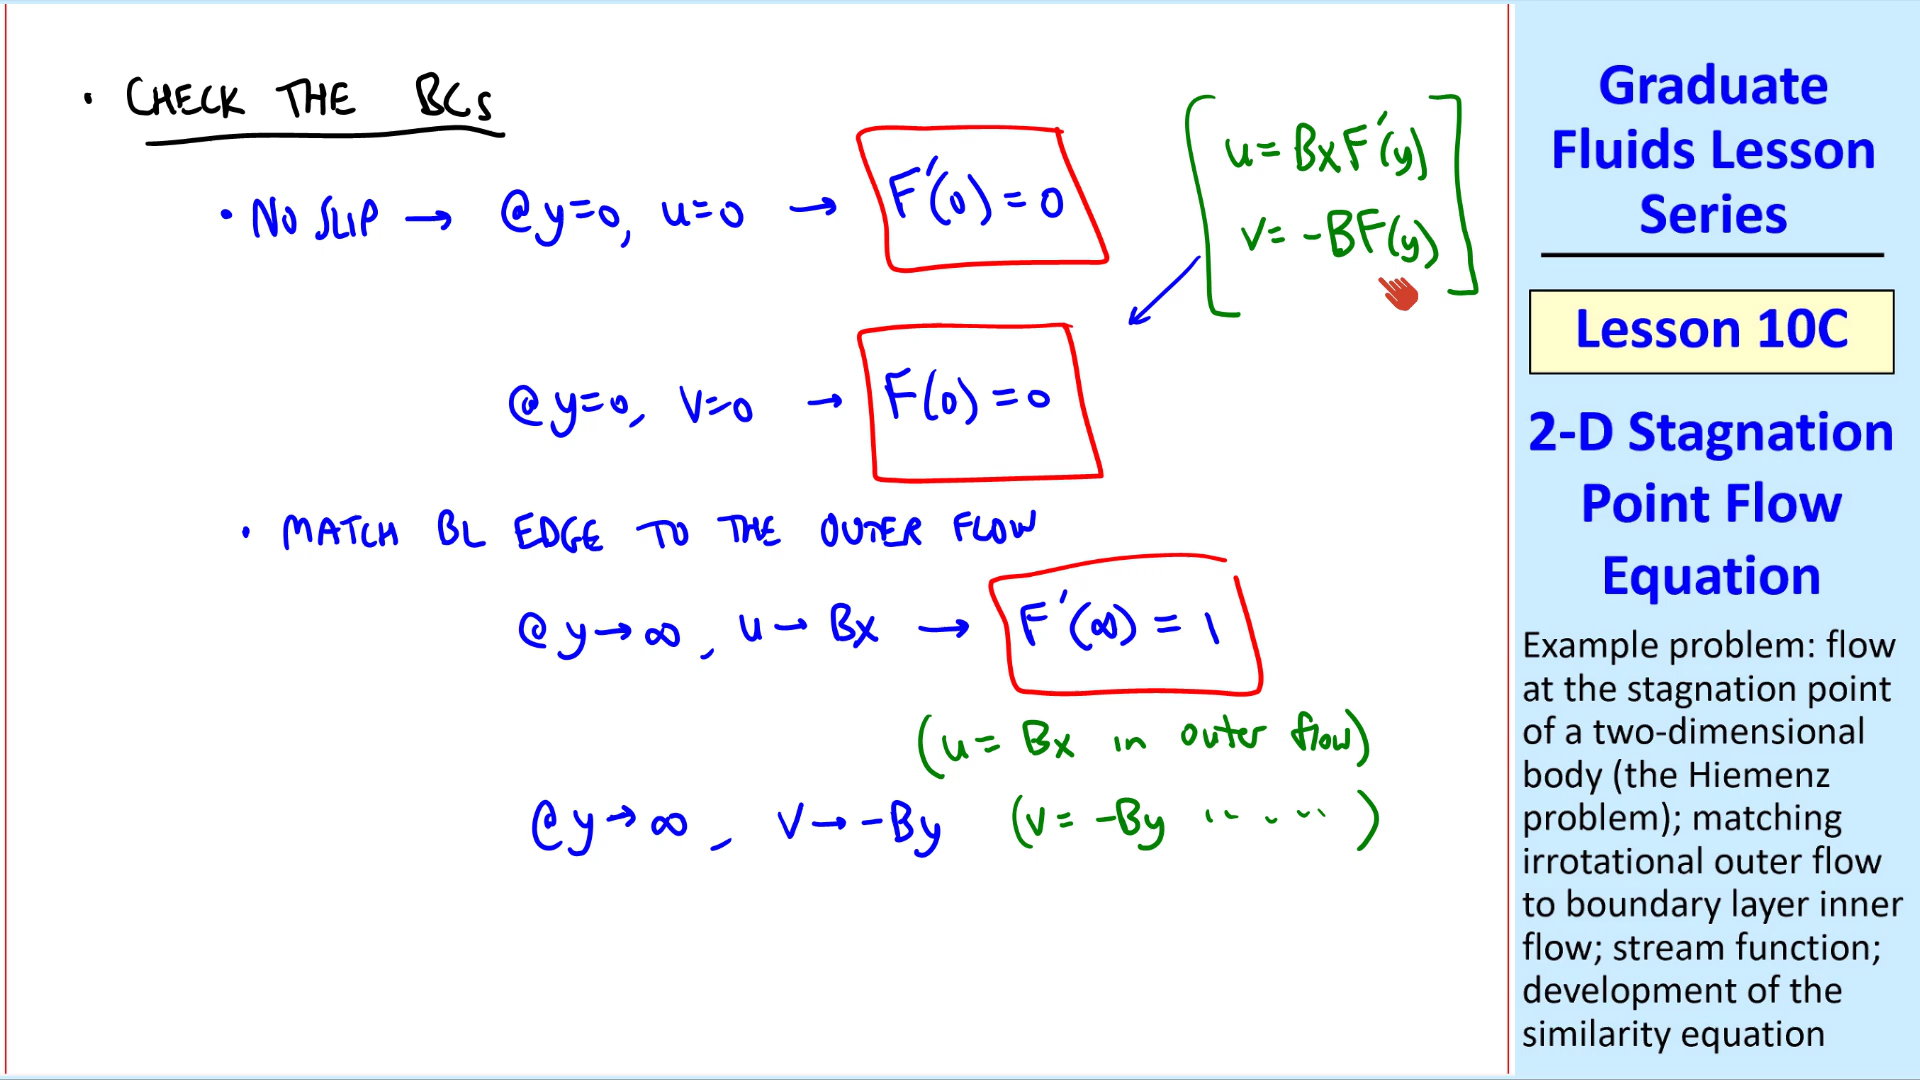 • CHECK THE BCs
• NO SLIP → @ y=0, u=0 → F'(0) = 0
u = BxF'(y)
v = -BF(y)
@ y=0, v=0 → F(0) = 0
• MATCH BL EDGE TO THE OUTER FLOW
@ y→∞, u→ Bx → F'(∞) = 1
(u = Bx in outer flow)
@ y→∞, v→ -By (v = -By )
Graduate
Fluids Lesson
Series
Lesson 10C
2-D Stagnation
Point Flow
Equation
Example problem: flow
at the stagnation point
of a two-dimensional
body (the Hiemenz
problem); matching
irrotational outer flow
to boundary layer inner
flow; stream function;
development of the
similarity equation